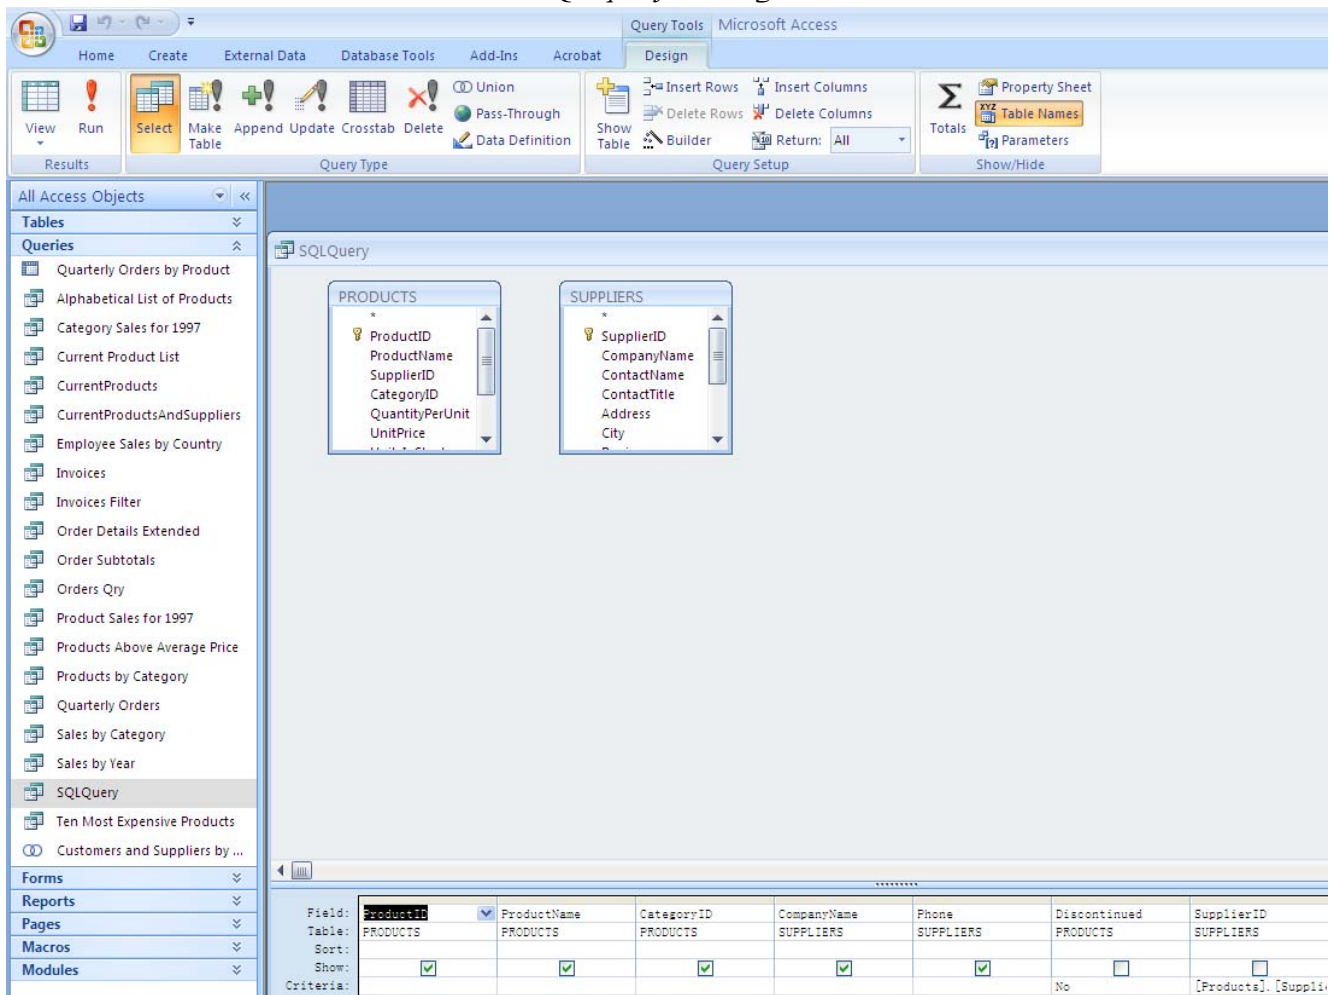 Query Tools Microsoft Access
Home Create External Data Database Tools Add-Ins Acrobat Design
View Run Select Make Table Append Update Crosstab Delete
Union
Pass-Through
Data Definition
Show Table
Insert Rows
Delete Rows
Builder
Insert Columns
Delete Columns
Return: All
Totals
Property Sheet
Table Names
Parameters
Results Query Type Query Setup Show/Hide
All Access Objects
Tables
Queries
Quarterly Orders by Product
Alphabetical List of Products
Category Sales for 1997
Current Product List
CurrentProducts
CurrentProductsAndSuppliers
Employee Sales by Country
Invoices
Invoices Filter
Order Details Extended
Order Subtotals
Orders Qry
Product Sales for 1997
Products Above Average Price
Products by Category
Quarterly Orders
Sales by Category
Sales by Year
SQLQuery
Ten Most Expensive Products
Customers and Suppliers by ...
Forms
Reports
Pages
Macros
Modules
SQLQuery
PRODUCTS
*
ProductID
ProductName
SupplierID
CategoryID
QuantityPerUnit
UnitPrice
SUPPLIERS
*
SupplierID
CompanyName
ContactName
ContactTitle
Address
City
Field: ProductID ProductName CategoryID CompanyName Phone Discontinued SupplierID
Table: PRODUCTS PRODUCTS PRODUCTS SUPPLIERS SUPPLIERS PRODUCTS SUPPLIERS
Sort:
Show:
Criteria: No [Products].[Suppli